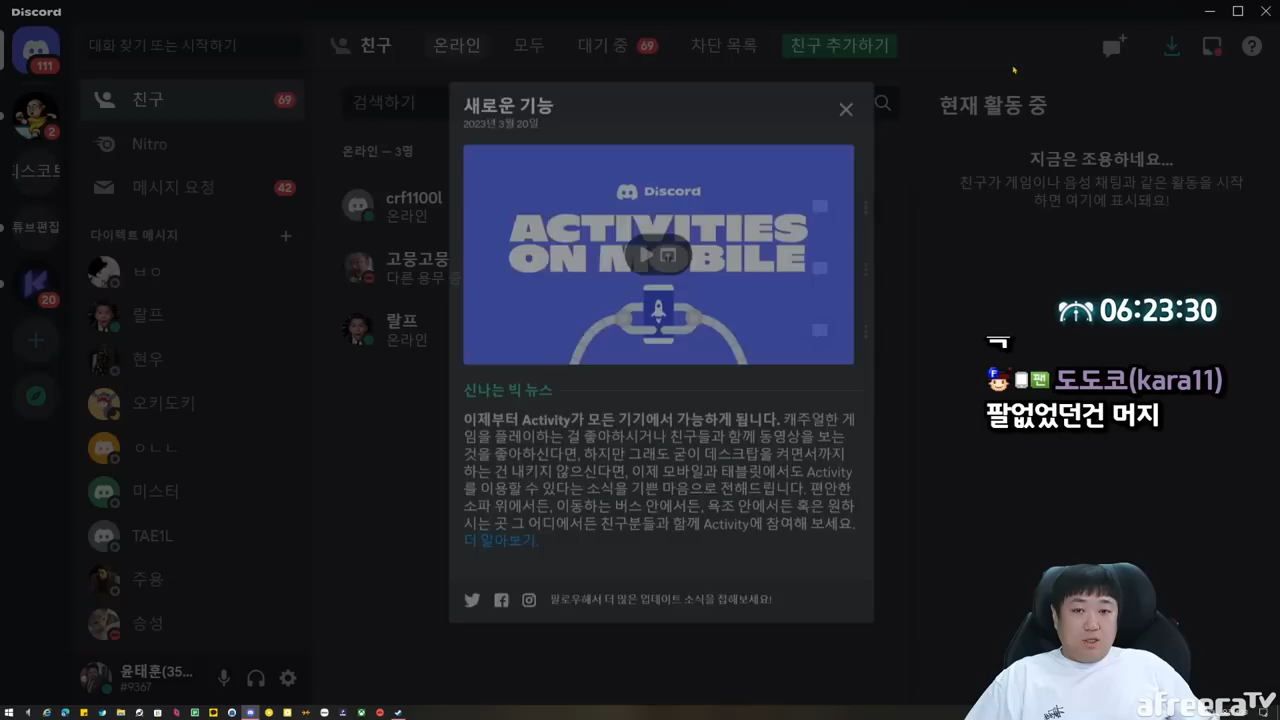 Discord
111
2
디스코드
튜브편집
20
대화 찾기 또는 시작하기
친구 69
Nitro
메시지 요청 42
다이렉트 메시지
ㅂㅇ
랄프
현우
오키도키
ㅇㄴㄴ
미스터
TAE1L
주용
승성
윤태훈(35...
#9367
친구 온라인 모두 대기 중 69 차단 목록 친구 추가하기
검색하기
온라인 — 3명
crf1100l
온라인
고뭉고뭉
다른 용무 중
랄프
온라인
새로운 기능
2023년 3월 20일
Discord
ACTIVITIES
ON MOBILE
신나는 빅 뉴스
이제부터 Activity가 모든 기기에서 가능하게 됩니다. 캐주얼한 게
임을 플레이하는 걸 좋아하시거나 친구들과 함께 동영상을 보는
것을 좋아하신다면, 하지만 그래도 굳이 데스크탑을 켜면서까지
하는 건 내키지 않으신다면, 이제 모바일과 태블릿에서도 Activity
를 이용할 수 있다는 소식을 기쁜 마음으로 전해드립니다. 편안한
소파 위에서든, 이동하는 버스 안에서든, 욕조 안에서든 혹은 원하
시는 곳 그 어디에서든 친구분들과 함께 Activity에 참여해 보세요.
더 알아보기.
팔로우해서 더 많은 업데이트 소식을 접해보세요!
현재 활동 중
지금은 조용하네요...
친구가 게임이나 음성 채팅과 같은 활동을 시작
하면 여기에 표시돼요!
06:23:30
ㅋ
팬 도도코(kara11)
팔없었던건 머지
afreecaTV